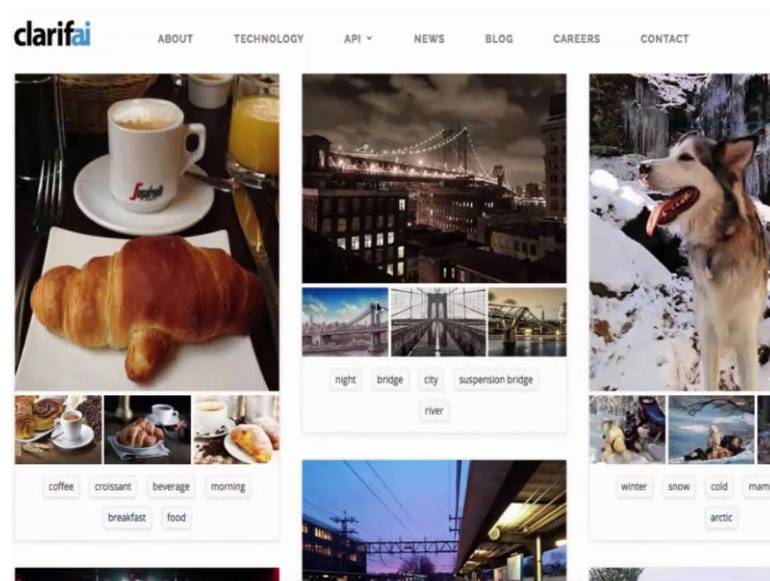 clarifai
ABOUT TECHNOLOGY API NEWS BLOG CAREERS CONTACT
coffee croissant beverage morning
breakfast food
night bridge city suspension bridge
river
winter snow cold mam
arctic